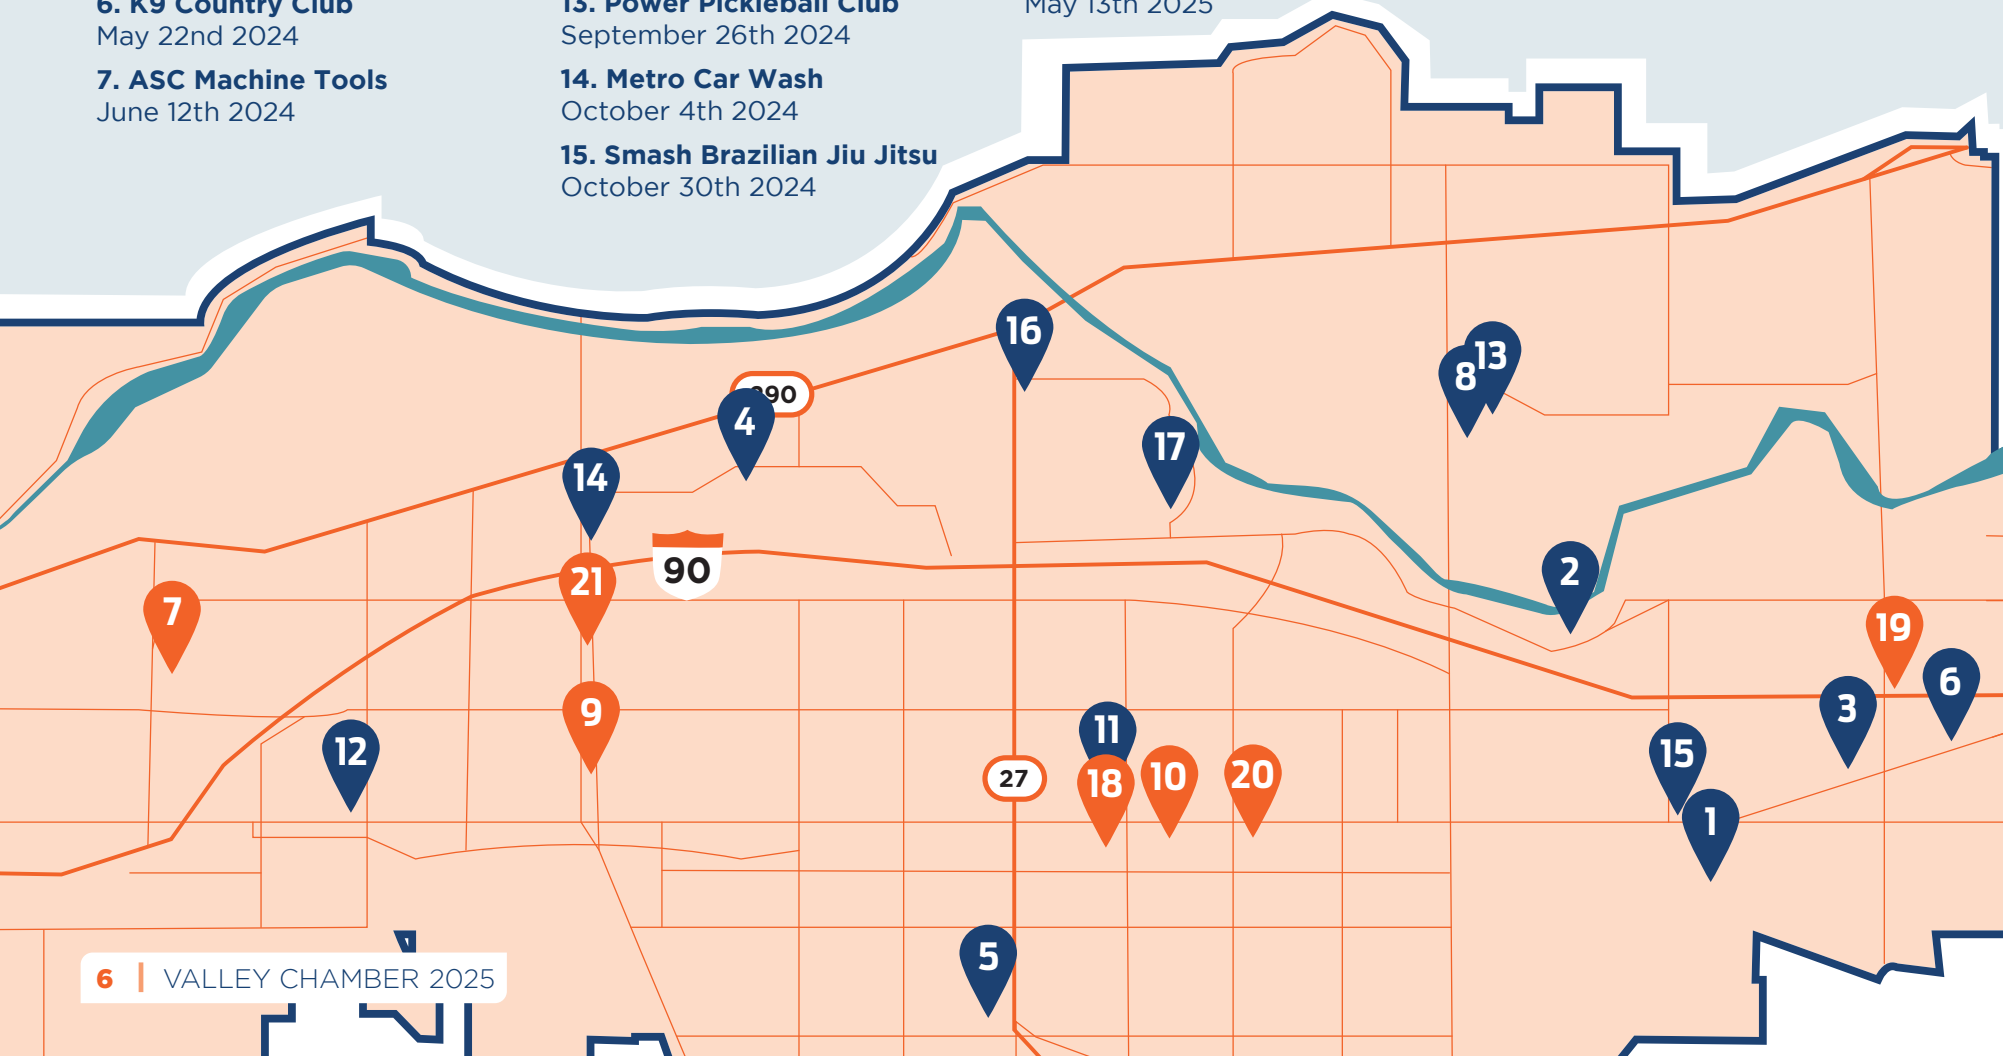 6. K9 Country Club
May 22nd 2024
7. ASC Machine Tools
June 12th 2024
13. Power Pickleball Club
September 26th 2024
14. Metro Car Wash
October 4th 2024
15. Smash Brazilian Jiu Jitsu
October 30th 2024
May 13th 2025
16
13
8
90
4
17
14
90
21
2
7
19
6
3
9
11
12
15
27
18
10
20
1
5
6 | VALLEY CHAMBER 2025